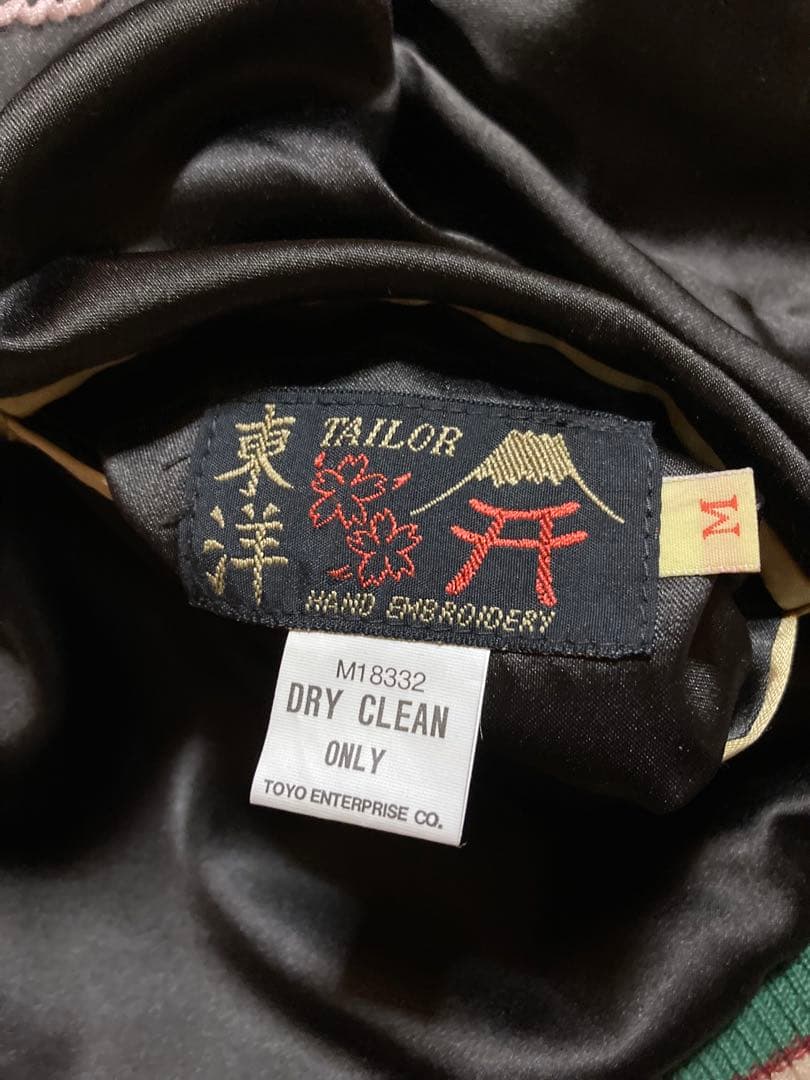 東洋
TAILOR
HAND EMBROIDERY
M
M18332
DRY CLEAN
ONLY
TOYO ENTERPRISE CO.